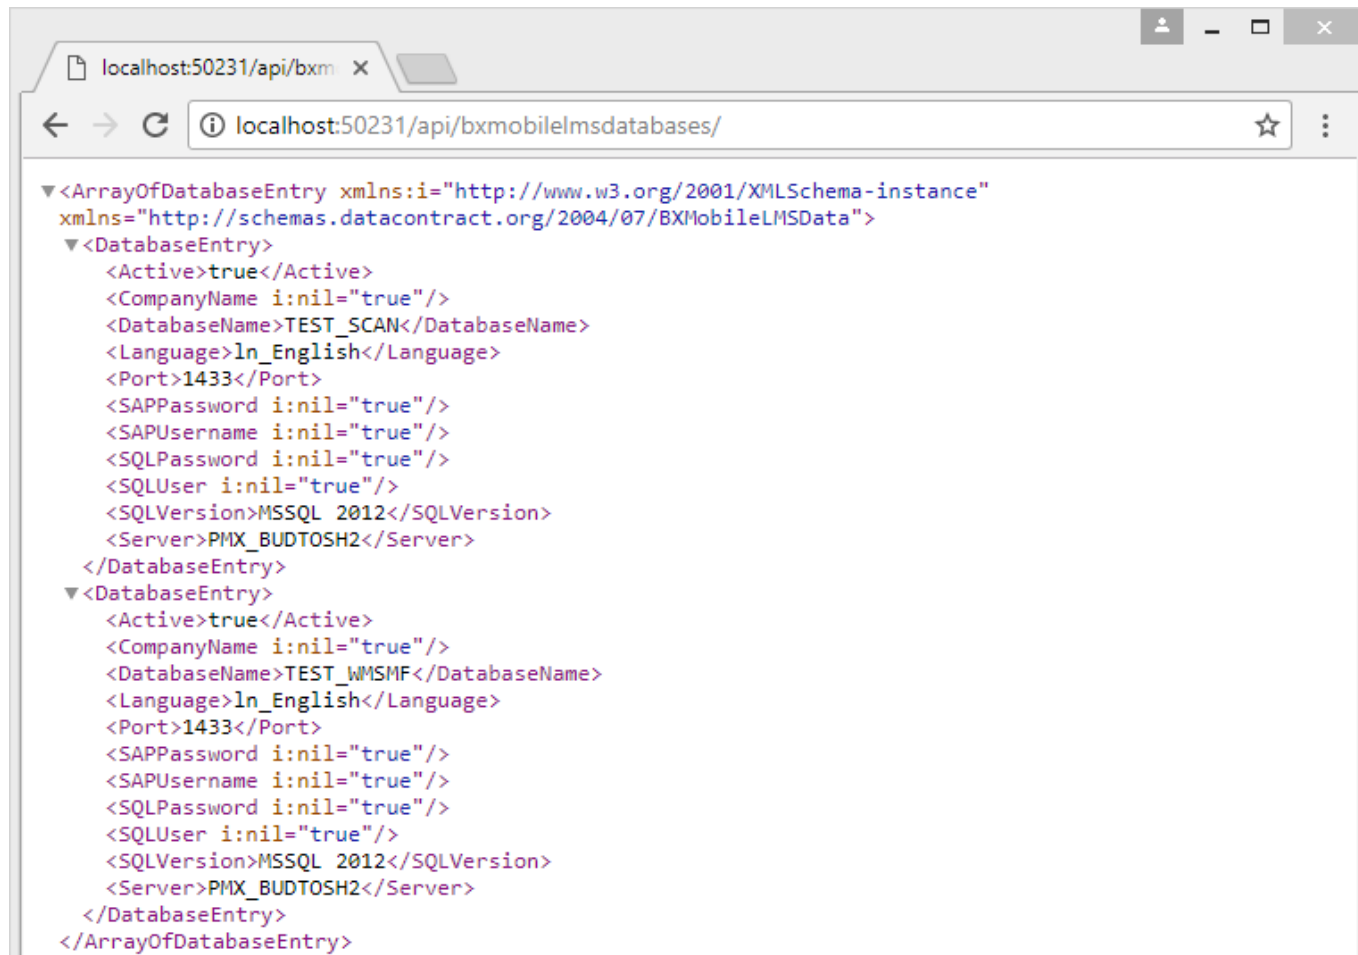 localhost:50231/api/bxm
localhost:50231/api/bxmobilelmsdatabases/
▼<ArrayOfDatabaseEntry xmlns:i="http://www.w3.org/2001/XMLSchema-instance"
xmlns="http://schemas.datacontract.org/2004/07/BXMobileLMSData">
▼<DatabaseEntry>
<Active>true</Active>
<CompanyName i:nil="true"/>
<DatabaseName>TEST_SCAN</DatabaseName>
<Language>ln_English</Language>
<Port>1433</Port>
<SAPPassword i:nil="true"/>
<SAPUsername i:nil="true"/>
<SQLPassword i:nil="true"/>
<SQLUser i:nil="true"/>
<SQLVersion>MSSQL 2012</SQLVersion>
<Server>PMX_BUDTOSH2</Server>
</DatabaseEntry>
▼<DatabaseEntry>
<Active>true</Active>
<CompanyName i:nil="true"/>
<DatabaseName>TEST_WMSMF</DatabaseName>
<Language>ln_English</Language>
<Port>1433</Port>
<SAPPassword i:nil="true"/>
<SAPUsername i:nil="true"/>
<SQLPassword i:nil="true"/>
<SQLUser i:nil="true"/>
<SQLVersion>MSSQL 2012</SQLVersion>
<Server>PMX_BUDTOSH2</Server>
</DatabaseEntry>
</ArrayOfDatabaseEntry>